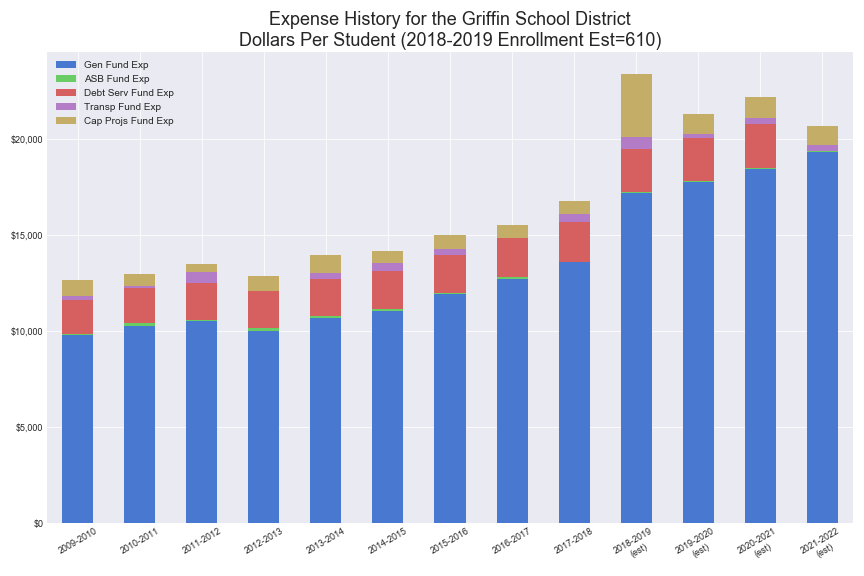 Expense History for the Griffin School District
Dollars Per Student (2018-2019 Enrollment Est=610)
Gen Fund Exp
ASB Fund Exp
Debt Serv Fund Exp
Transp Fund Exp
Cap Projs Fund Exp
$20,000
$15,000
$10,000
$5,000
$0
2009-2010
2010-2011
2011-2012
2012-2013
2013-2014
2014-2015
2015-2016
2016-2017
2017-2018
2018-2019
(est)
2019-2020
(est)
2020-2021
(est)
2021-2022
(est)